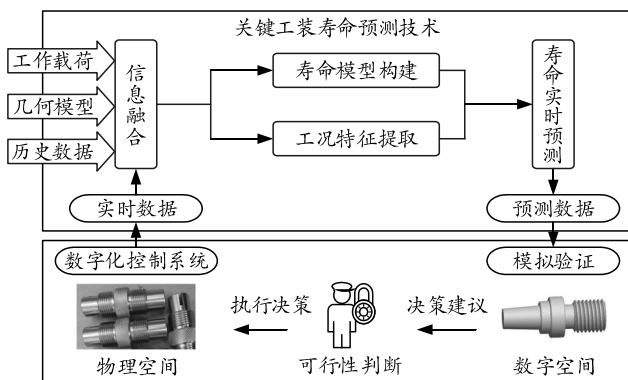 关键工装寿命预测技术
工作载荷
几何模型
历史数据
信息融合
寿命模型构建
工况特征提取
寿命实时预测
实时数据
预测数据
数字化控制系统
模拟验证
执行决策
决策建议
物理空间
可行性判断
数字空间